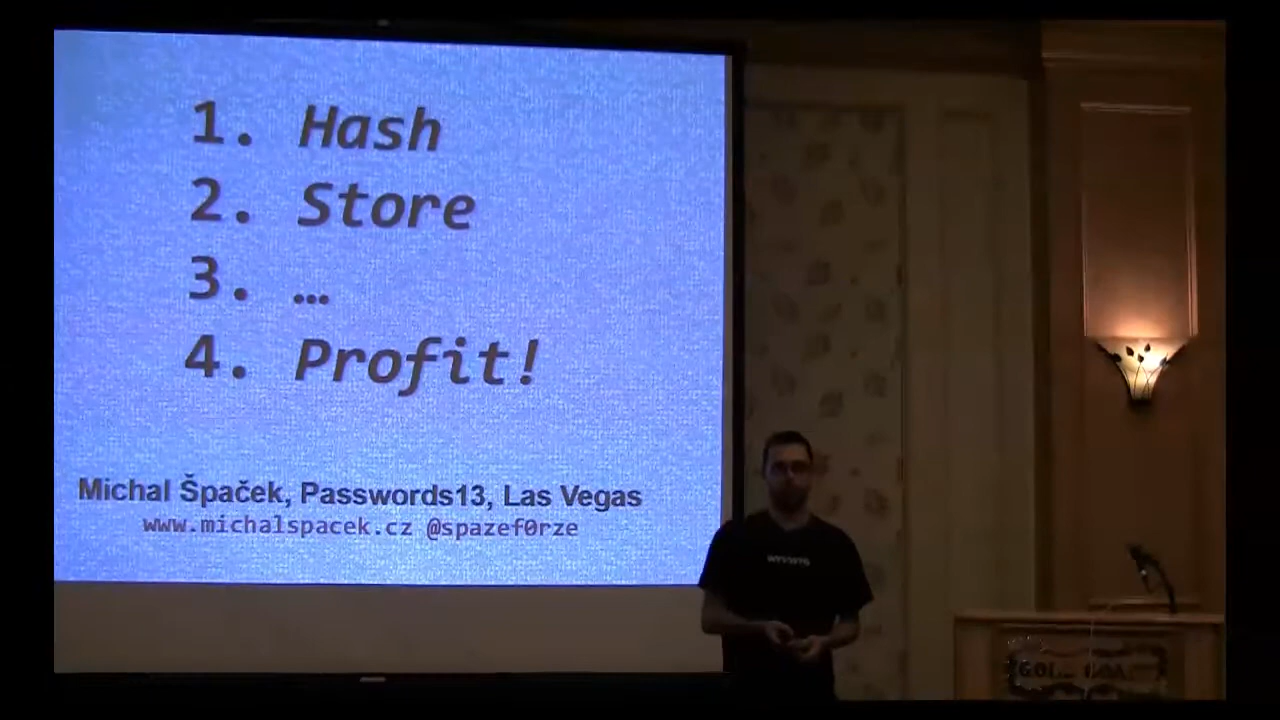 1. Hash
2. Store
3. …
4. Profit!
Michal Špaček, Passwords13, Las Vegas
www.michalspacek.cz @spazef0rze